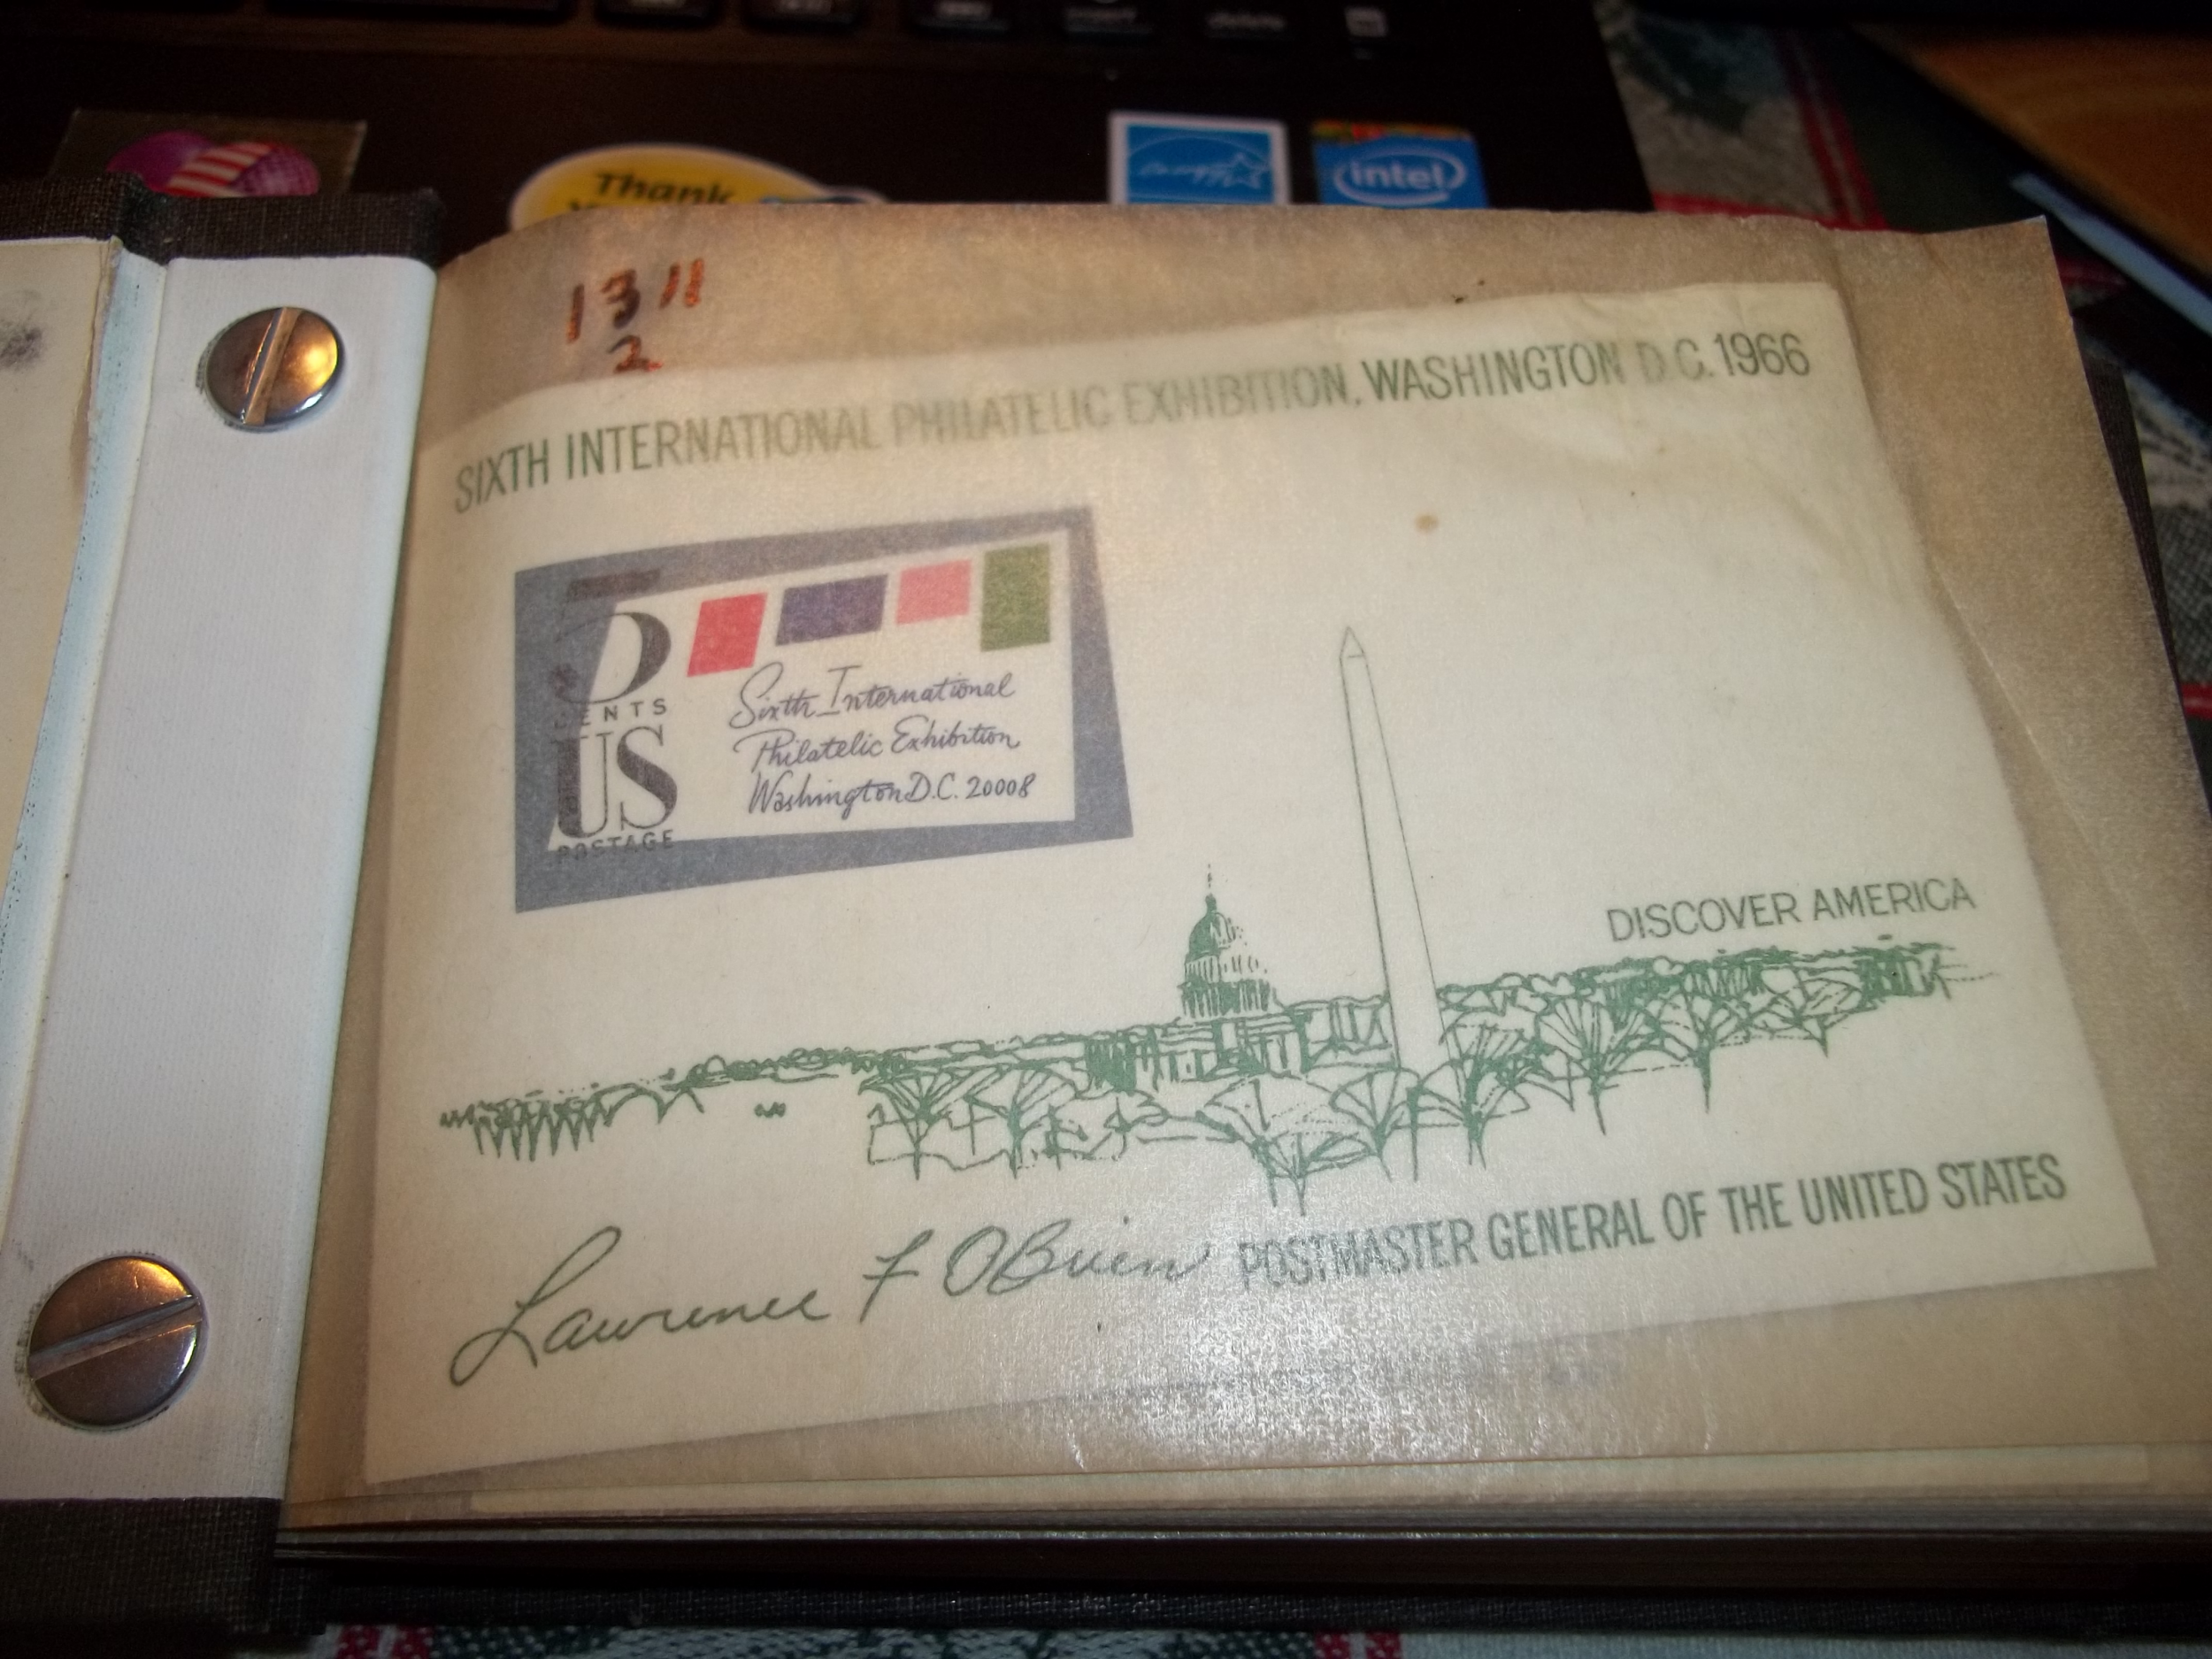 delete
Thank
intel
1311
2
SIXTH INTERNATIONAL PHILATELIC EXHIBITION, WASHINGTON D.C. 1966
5
CENTS
US
POSTAGE
Sixth International
Philatelic Exhibition
Washington D.C. 20008
DISCOVER AMERICA
Lawrence F O'Brien POSTMASTER GENERAL OF THE UNITED STATES